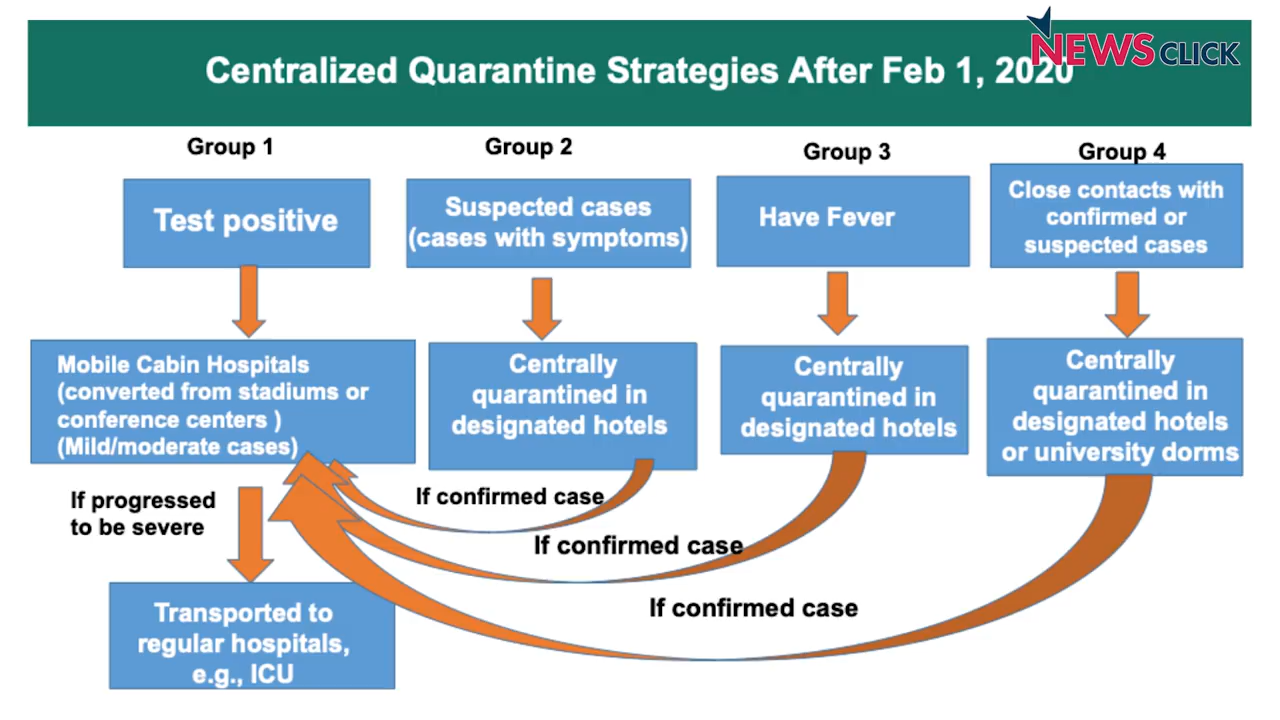 NEWSCLICK
Centralized Quarantine Strategies After Feb 1, 2020
Group 1
Group 2
Group 3
Group 4
Test positive
Suspected cases
(cases with symptoms)
Have Fever
Close contacts with
confirmed or
suspected cases
Mobile Cabin Hospitals
(converted from stadiums or
conference centers )
(Mild/moderate cases)
Centrally
quarantined in
designated hotels
Centrally
quarantined in
designated hotels
Centrally
quarantined in
designated hotels
or university dorms
If progressed
to be severe
If confirmed case
If confirmed case
If confirmed case
Transported to
regular hospitals,
e.g., ICU